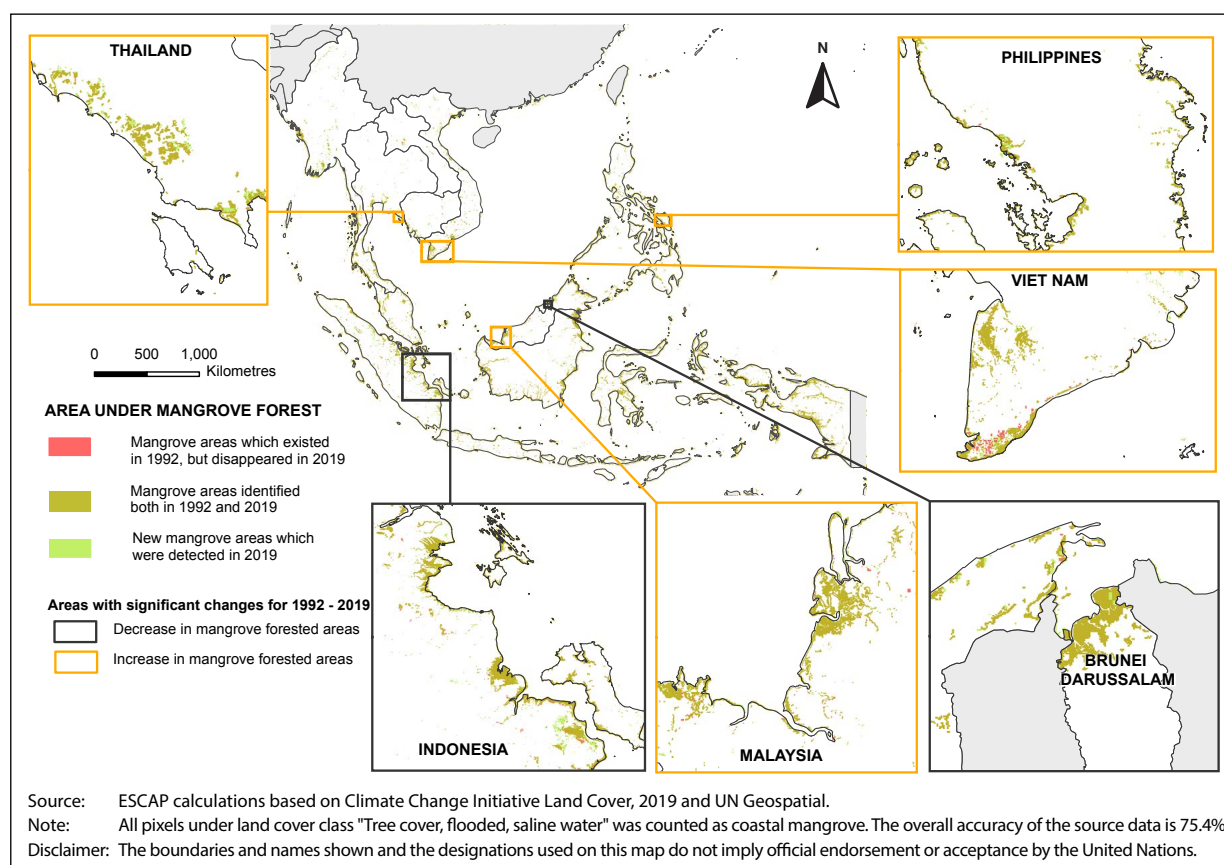 THAILAND
N
PHILIPPINES
VIET NAM
0 500 1,000
Kilometres
AREA UNDER MANGROVE FOREST
Mangrove areas which existed
in 1992, but disappeared in 2019
Mangrove areas identified
both in 1992 and 2019
New mangrove areas which
were detected in 2019
Areas with significant changes for 1992 - 2019
Decrease in mangrove forested areas
Increase in mangrove forested areas
INDONESIA
MALAYSIA
BRUNEI
DARUSSALAM
Source: ESCAP calculations based on Climate Change Initiative Land Cover, 2019 and UN Geospatial.
Note: All pixels under land cover class "Tree cover, flooded, saline water" was counted as coastal mangrove. The overall accuracy of the source data is 75.4%
Disclaimer: The boundaries and names shown and the designations used on this map do not imply official endorsement or acceptance by the United Nations.